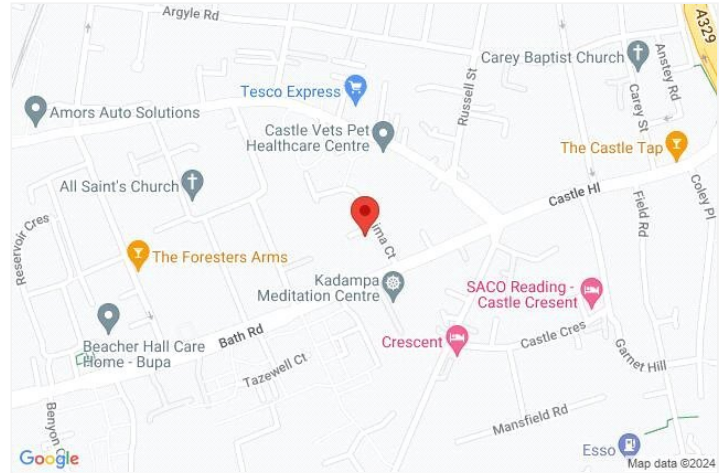 Argyle Rd
A329
Carey Baptist Church
Anstey Rd
Carey St
Russell St
Tesco Express
Amors Auto Solutions
Castle Vets Pet
Healthcare Centre
The Castle Tap
All Saint's Church
Castle Hl
Coley Pl
Field Rd
Reservoir Cres
Ct
The Foresters Arms
Kadampa
Meditation Centre
SACO Reading -
Castle Cresent
Bath Rd
Beacher Hall Care
Home - Bupa
Crescent
Castle Cres
Garnet Hill
Tazewell Ct
Benyon
Mansfield Rd
Esso
Google
Map data ©2024